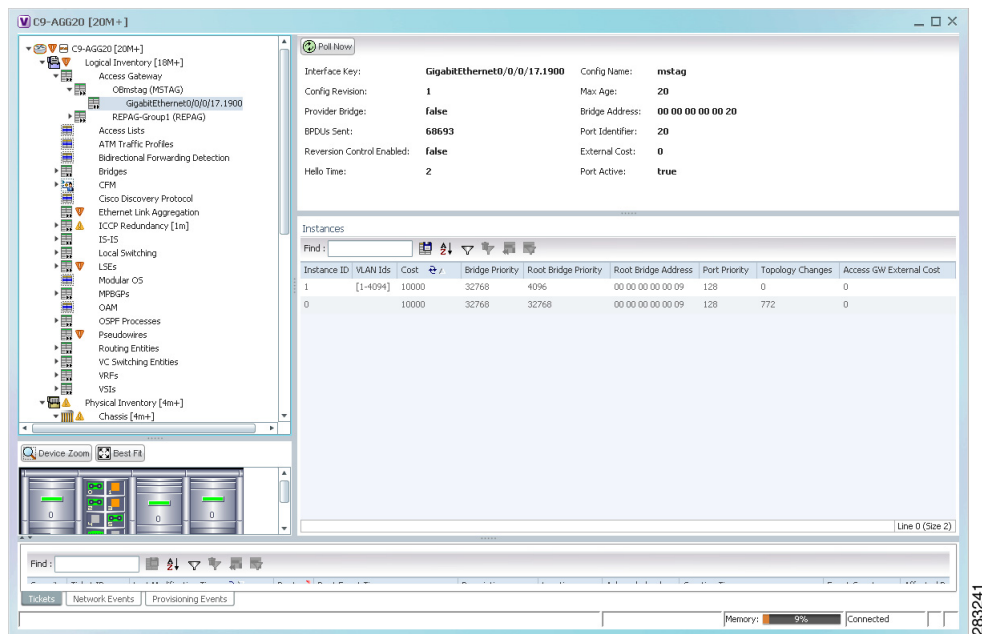 C9-AGG20 [20M+]
C9-AGG20 [20M+]
Logical Inventory [18M+]
Access Gateway
OBmstag (MSTAG)
GigabitEthernet0/0/0/17.1900
REPAG-Group1 (REPAG)
Access Lists
ATM Traffic Profiles
Bidirectional Forwarding Detection
Bridges
CFM
Cisco Discovery Protocol
Ethernet Link Aggregation
ICCP Redundancy [1m]
IS-IS
Local Switching
LSEs
Modular OS
MPBGPs
OAM
OSPF Processes
Pseudowires
Routing Entities
VC Switching Entities
VRFs
VSIs
Physical Inventory [4m+]
Chassis [4m+]
Device Zoom Best Fit
0 0 0
Poll Now
Interface Key: GigabitEthernet0/0/0/17.1900 Config Name: mstag
Config Revision: 1 Max Age: 20
Provider Bridge: false Bridge Address: 00 00 00 00 00 20
BPDUs Sent: 68693 Port Identifier: 20
Reversion Control Enabled: false External Cost: 0
Hello Time: 2 Port Active: true
Instances
Find :
Instance ID VLAN Ids Cost Bridge Priority Root Bridge Priority Root Bridge Address Port Priority Topology Changes Access GW External Cost
1 [1-4094] 10000 32768 4096 00 00 00 00 00 09 128 0 0
0 10000 32768 32768 00 00 00 00 00 09 128 772 0
Line 0 (Size 2)
Find :
Tickets Network Events Provisioning Events
Memory: 9% Connected
283241